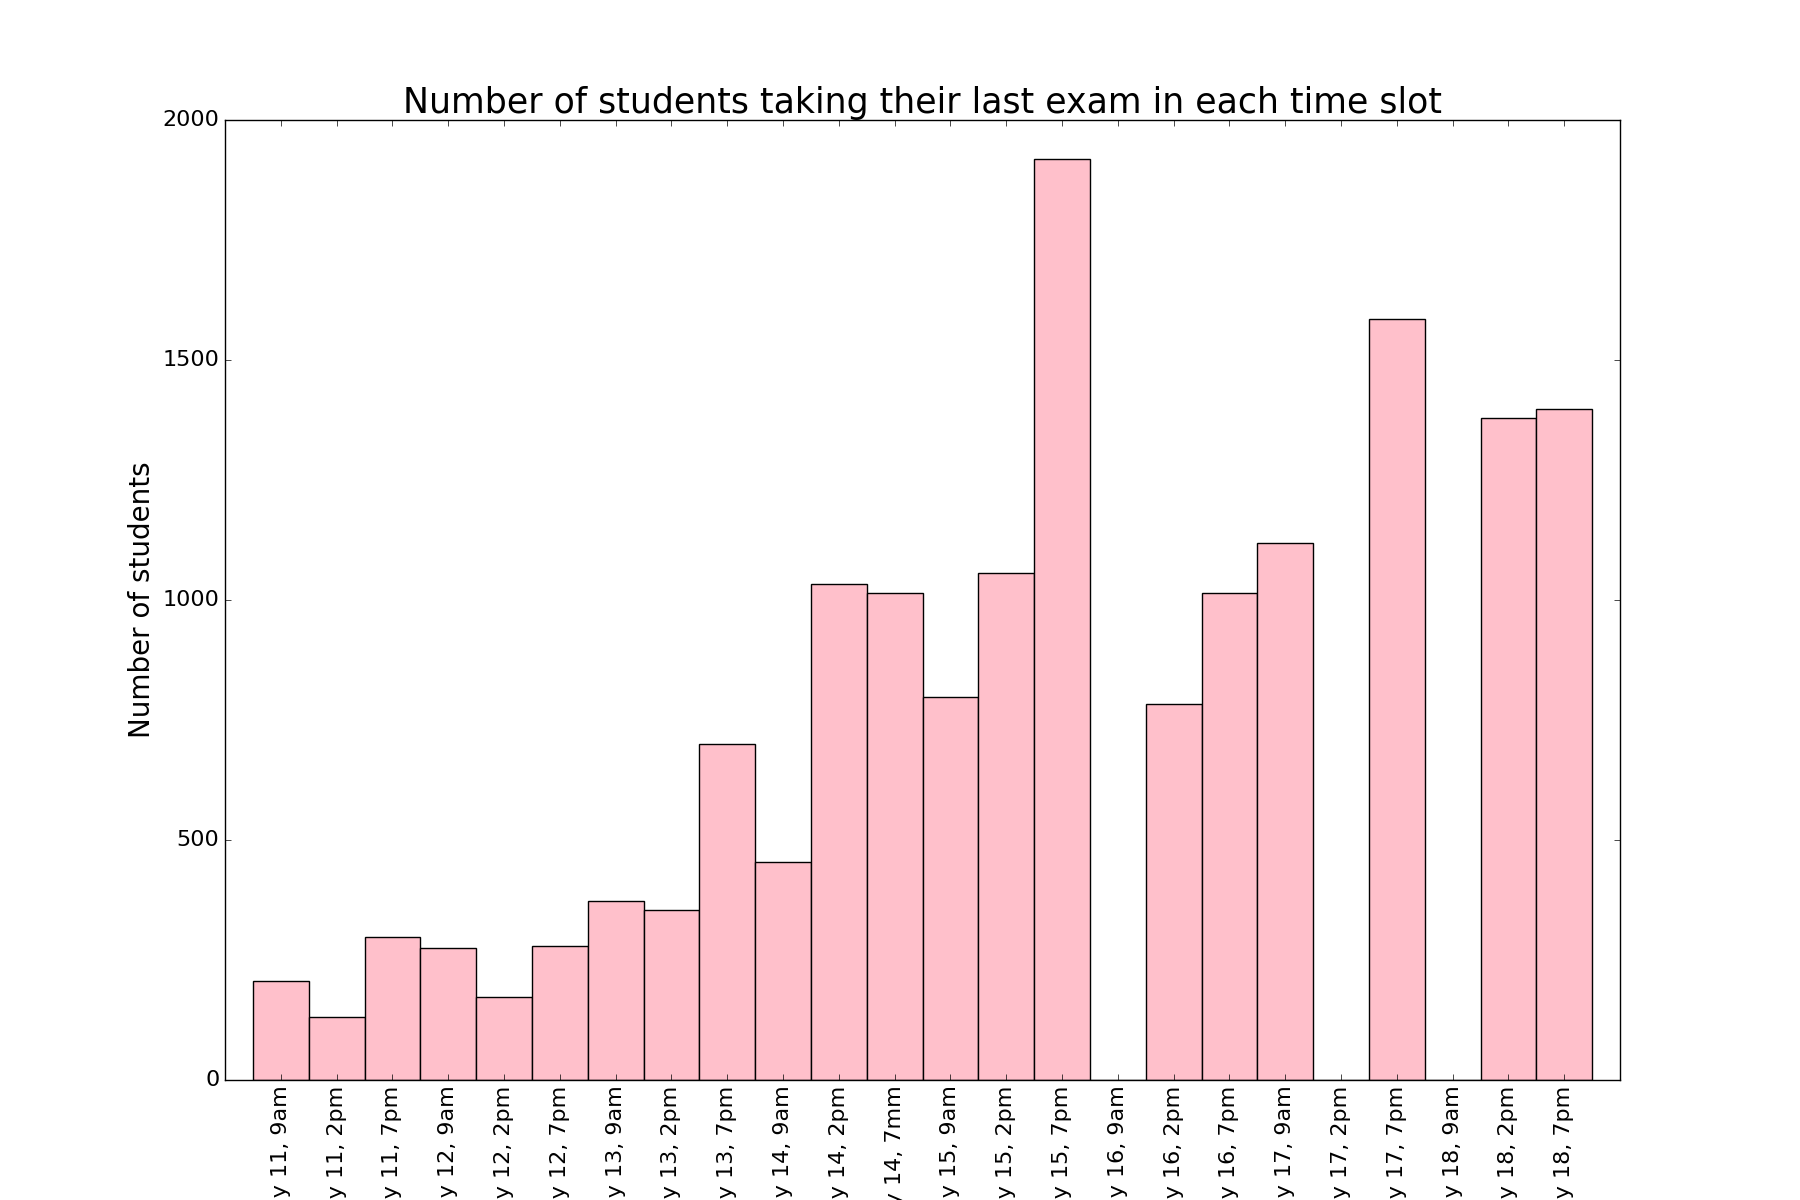 Number of students taking their last exam in each time slot
Number of students
2000
1500
1000
500
0
y 11, 9am
y 11, 2pm
y 11, 7pm
y 12, 9am
y 12, 2pm
y 12, 7pm
y 13, 9am
y 13, 2pm
y 13, 7pm
y 14, 9am
y 14, 2pm
y 14, 7mm
y 15, 9am
y 15, 2pm
y 15, 7pm
y 16, 9am
y 16, 2pm
y 16, 7pm
y 17, 9am
y 17, 2pm
y 17, 7pm
y 18, 9am
y 18, 2pm
y 18, 7pm